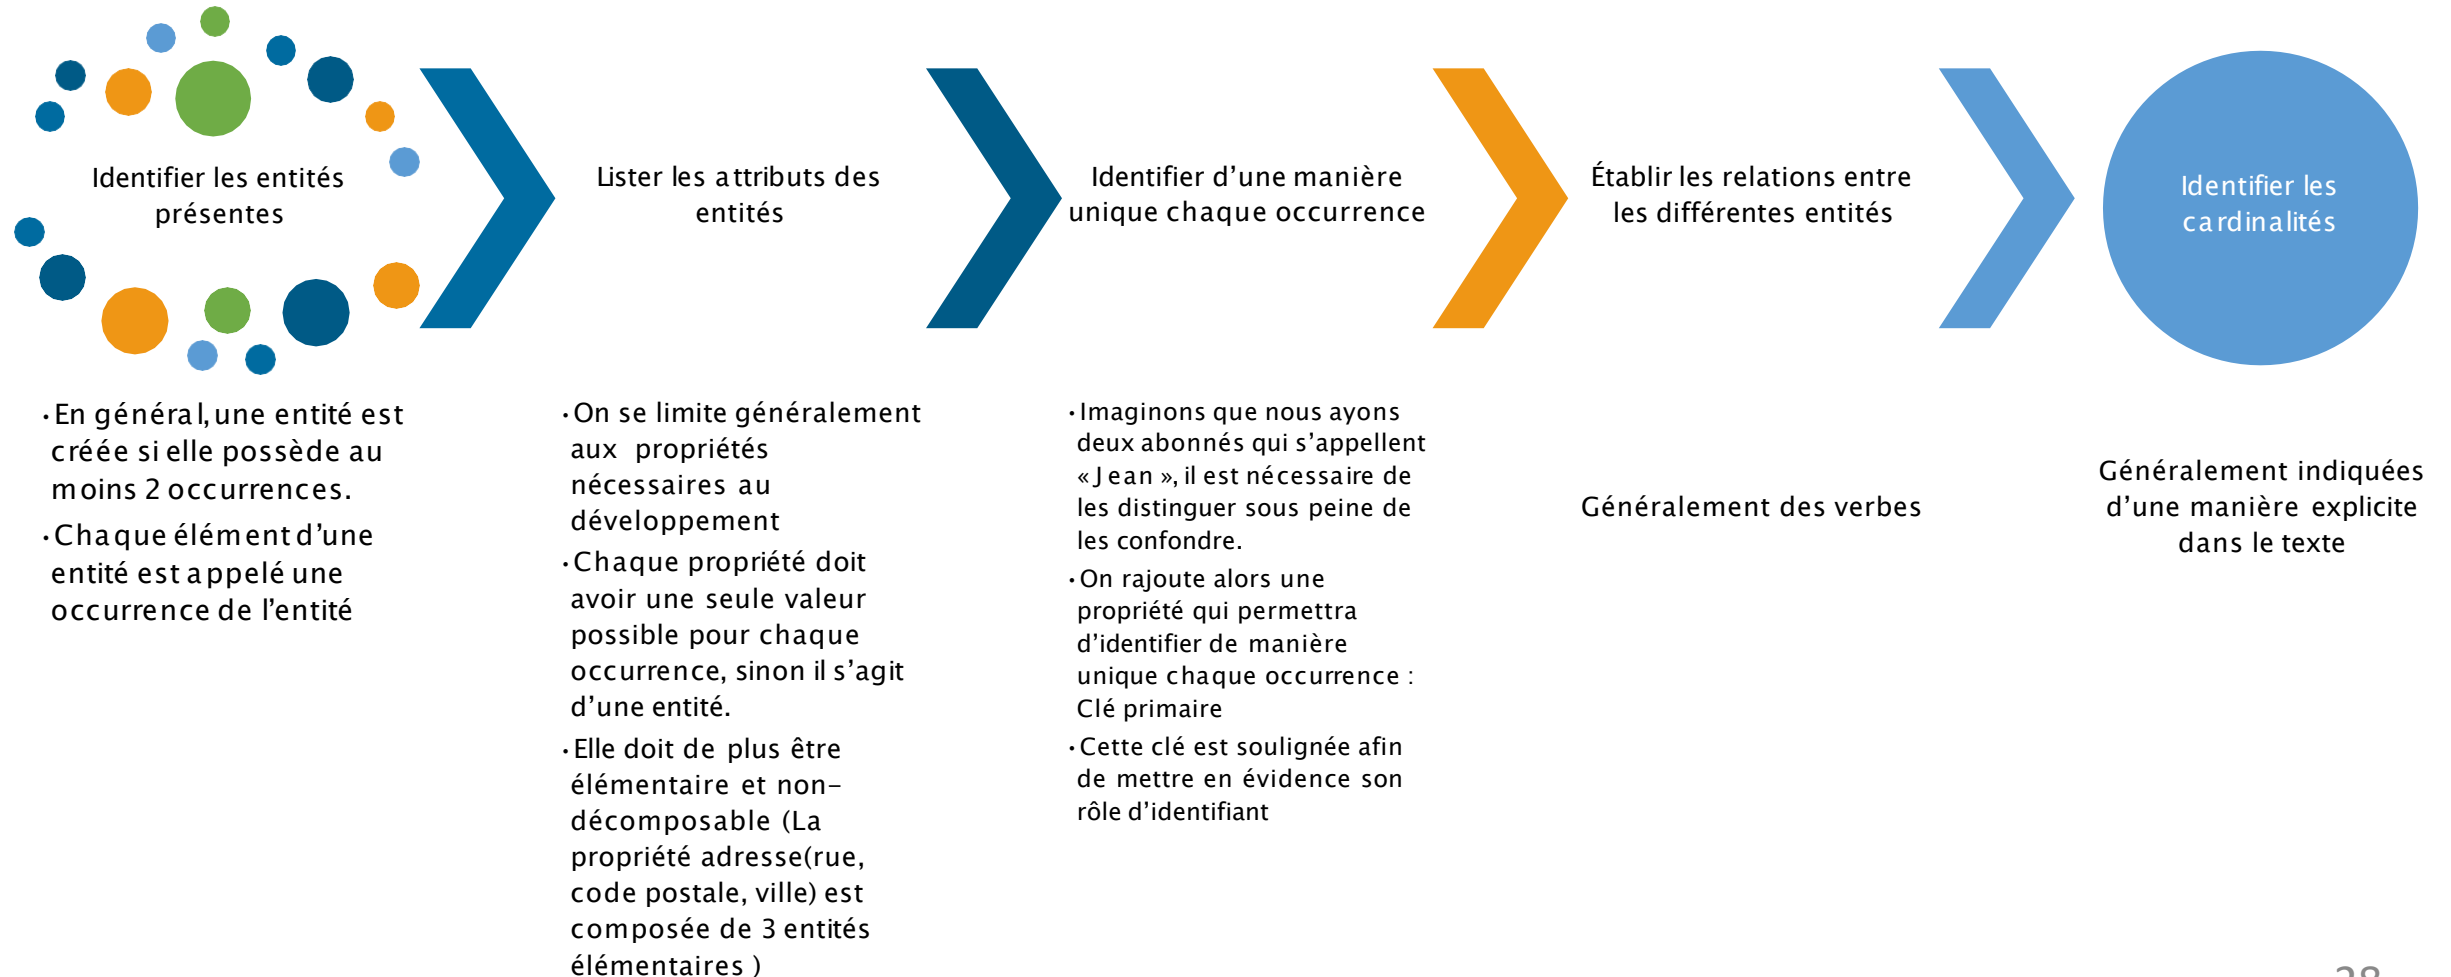 Identifier les entités
présentes
Lister les attributs des
entités
Identifier d’une manière
unique chaque occurrence
Établir les relations entre
les différentes entités
Identifier les
cardinalités
•En général, une entité est
créée si elle possède au
moins 2 occurrences.
•Chaque élément d’une
entité est appelé une
occurrence de l’entité
•On se limite généralement
aux propriétés
nécessaires au
développement
•Chaque propriété doit
avoir une seule valeur
possible pour chaque
occurrence, sinon il s’agit
d’une entité.
•Elle doit de plus être
élémentaire et non-
décomposable (La
propriété adresse(rue,
code postale, ville) est
composée de 3 entités
élémentaires )
•Imaginons que nous ayons
deux abonnés qui s’appellent
« Jean », il est nécessaire de
les distinguer sous peine de
les confondre.
•On rajoute alors une
propriété qui permettra
d’identifier de manière
unique chaque occurrence :
Clé primaire
•Cette clé est soulignée afin
de mettre en évidence son
rôle d’identifiant
Généralement des verbes
Généralement indiquées
d’une manière explicite
dans le texte
28